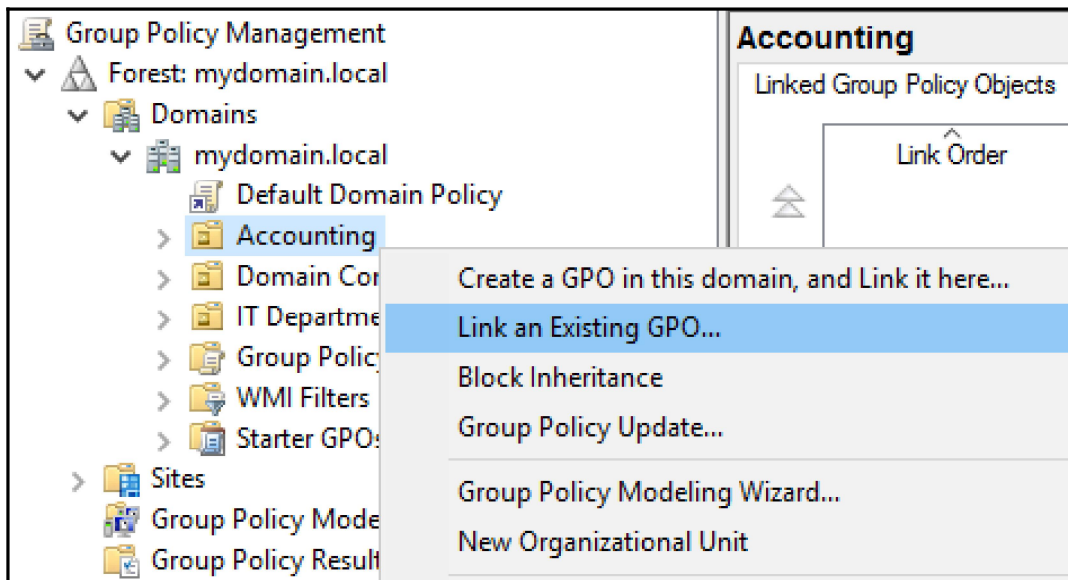 Group Policy Management
Forest: mydomain.local
Domains
mydomain.local
Default Domain Policy
Accounting
Domain Cor
IT Departme
Group Polic
WMI Filters
Starter GPOs
Sites
Group Policy Mode
Group Policy Result
Accounting
Linked Group Policy Objects
Link Order
Create a GPO in this domain, and Link it here...
Link an Existing GPO...
Block Inheritance
Group Policy Update...
Group Policy Modeling Wizard...
New Organizational Unit